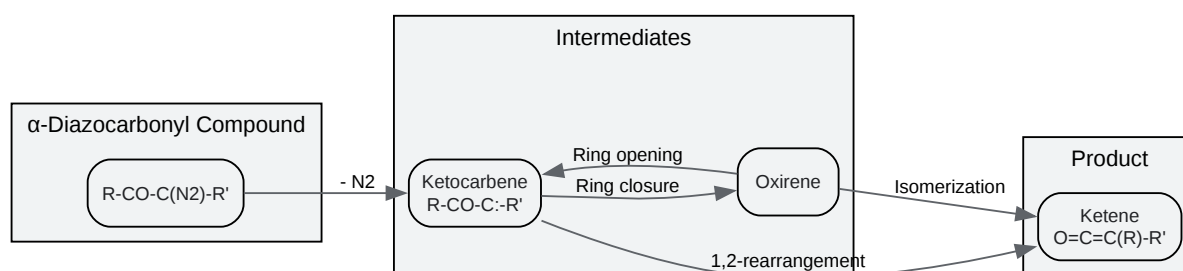 Intermediates
α-Diazocarbonyl Compound
R-CO-C(N2)-R'
- N2
Ketocarbene
R-CO-C:-R'
Ring opening
Ring closure
Oxirene
Isomerization
1,2-rearrangement
Product
Ketene
O=C=C(R)-R'